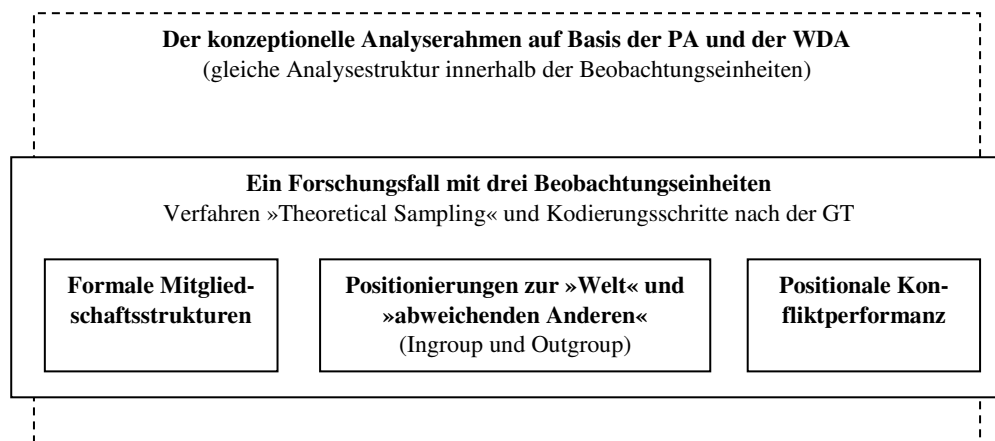 Der konzeptionelle Analyserahmen auf Basis der PA und der WDA
(gleiche Analysestruktur innerhalb der Beobachtungseinheiten)
Ein Forschungsfall mit drei Beobachtungseinheiten
Verfahren »Theoretical Sampling« und Kodierungsschritte nach der GT
Formale Mitglied-
schaftsstrukturen
Positionierungen zur »Welt« und
»abweichenden Anderen«
(Ingroup und Outgroup)
Positionale Kon-
fliktperformanz